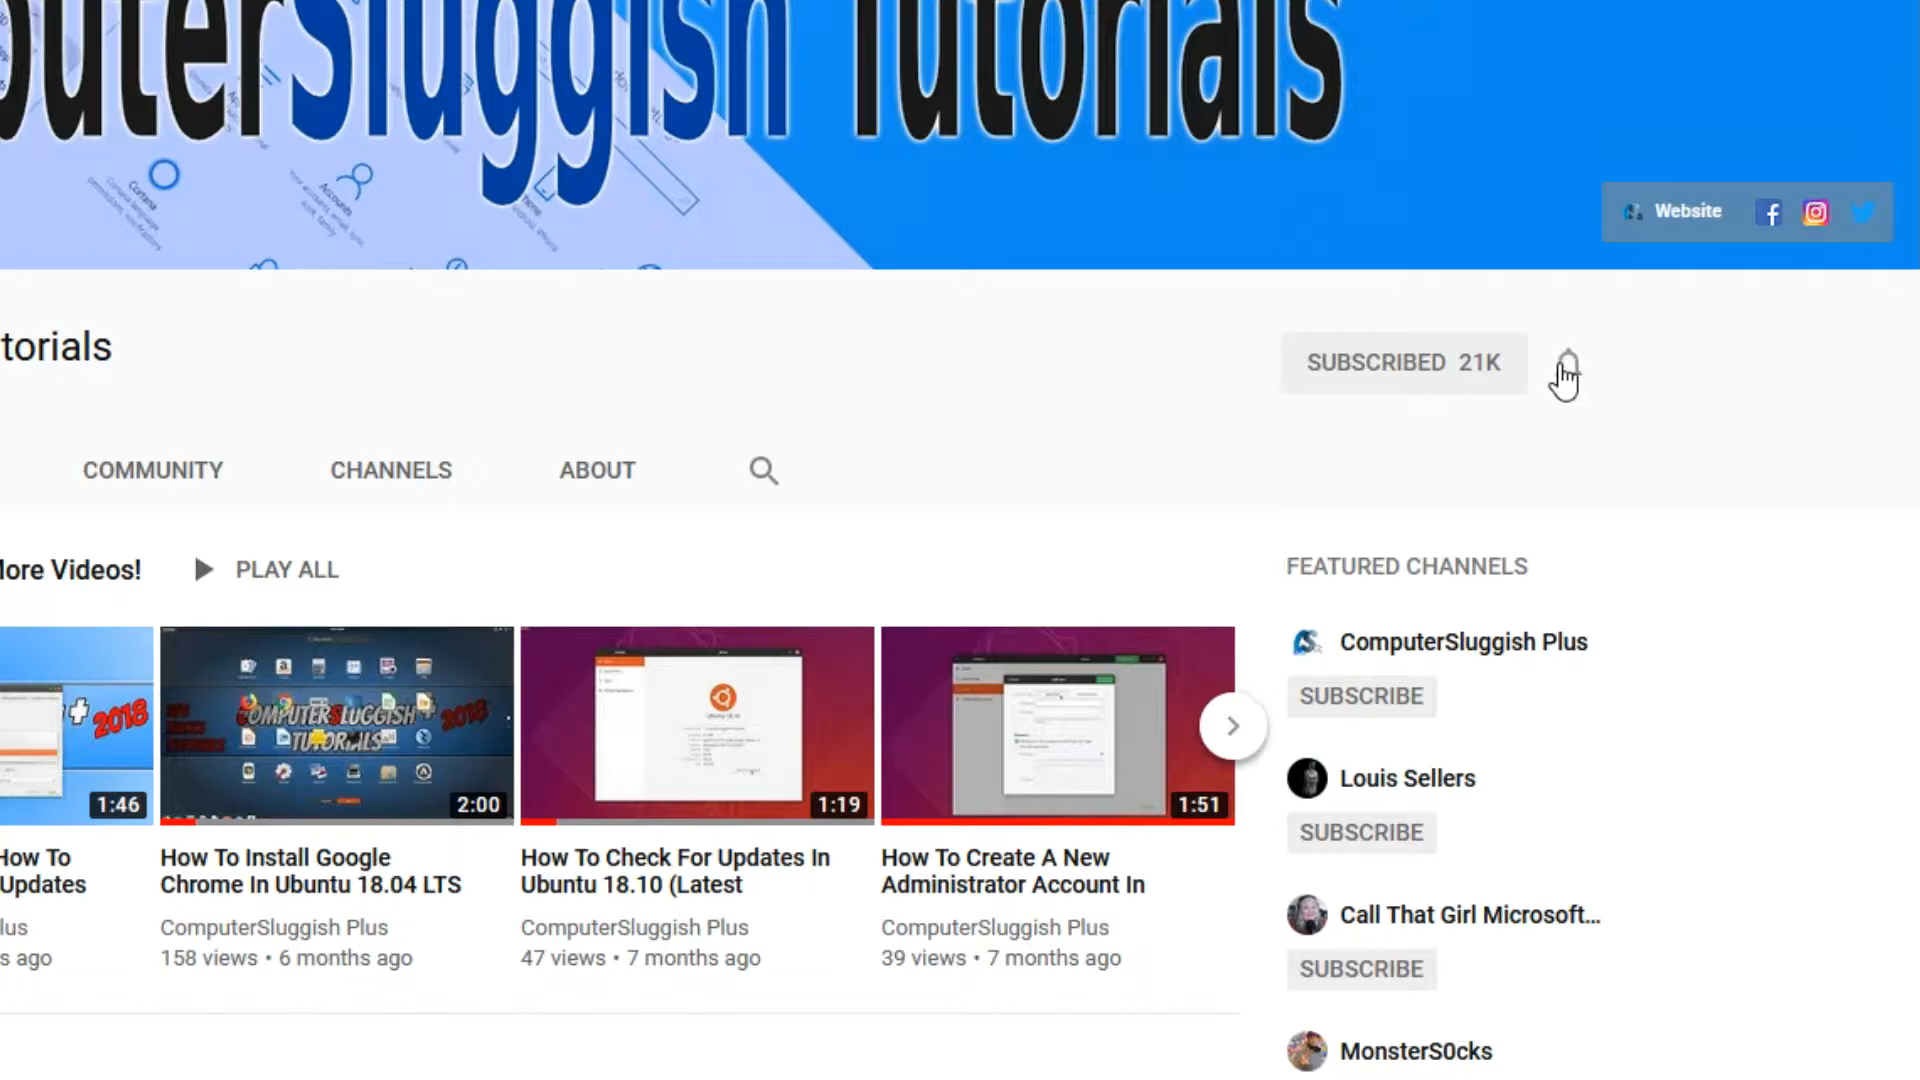 outerSluggish Tutorials
Cortana
Accounts
Website
torials
SUBSCRIBED 21K
COMMUNITY
CHANNELS
ABOUT
More Videos!
PLAY ALL
FEATURED CHANNELS
ComputerSluggish Plus
SUBSCRIBE
Louis Sellers
SUBSCRIBE
Call That Girl Microsoft...
SUBSCRIBE
MonsterS0cks
+ 2018
1:46
COMPUTERSLUGGISH + 2018
TUTORIALS
2:00
1:19
1:51
How To
Updates
lus
s ago
How To Install Google
Chrome In Ubuntu 18.04 LTS
ComputerSluggish Plus
158 views • 6 months ago
How To Check For Updates In
Ubuntu 18.10 (Latest
ComputerSluggish Plus
47 views • 7 months ago
How To Create A New
Administrator Account In
ComputerSluggish Plus
39 views • 7 months ago